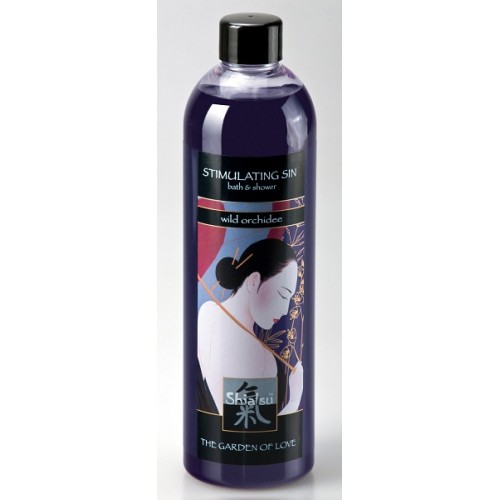 STIMULATING SIN
bath & shower
wild orchidee
Shiatsu
氣
THE GARDEN OF LOVE